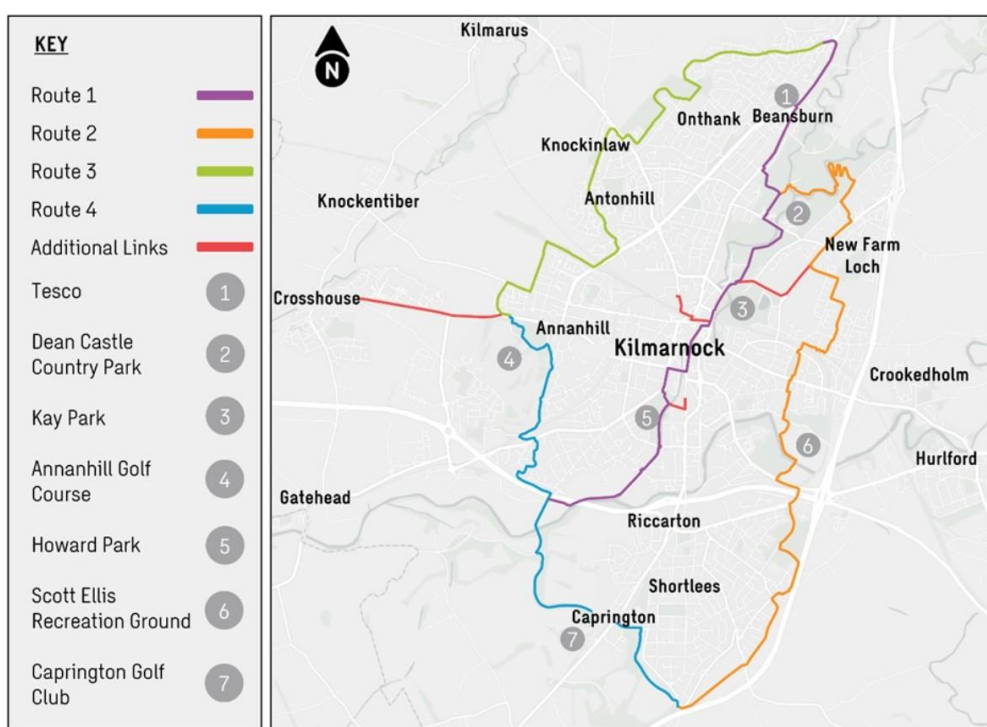 KEY
Route 1
Route 2
Route 3
Route 4
Additional Links
Tesco 1
Dean Castle
Country Park 2
Kay Park 3
Annanhill Golf
Course 4
Howard Park 5
Scott Ellis
Recreation Ground 6
Caprington Golf
Club 7
N
Kilmarus
1
Onthank Beansburn
Knockinlaw
Antonhill
Knockentiber
2
New Farm
Loch
Crosshouse
3
Annanhill
Kilmarnock
4
Crookedholm
5
6
Hurlford
Gatehead
Riccarton
Shortlees
Caprington
7